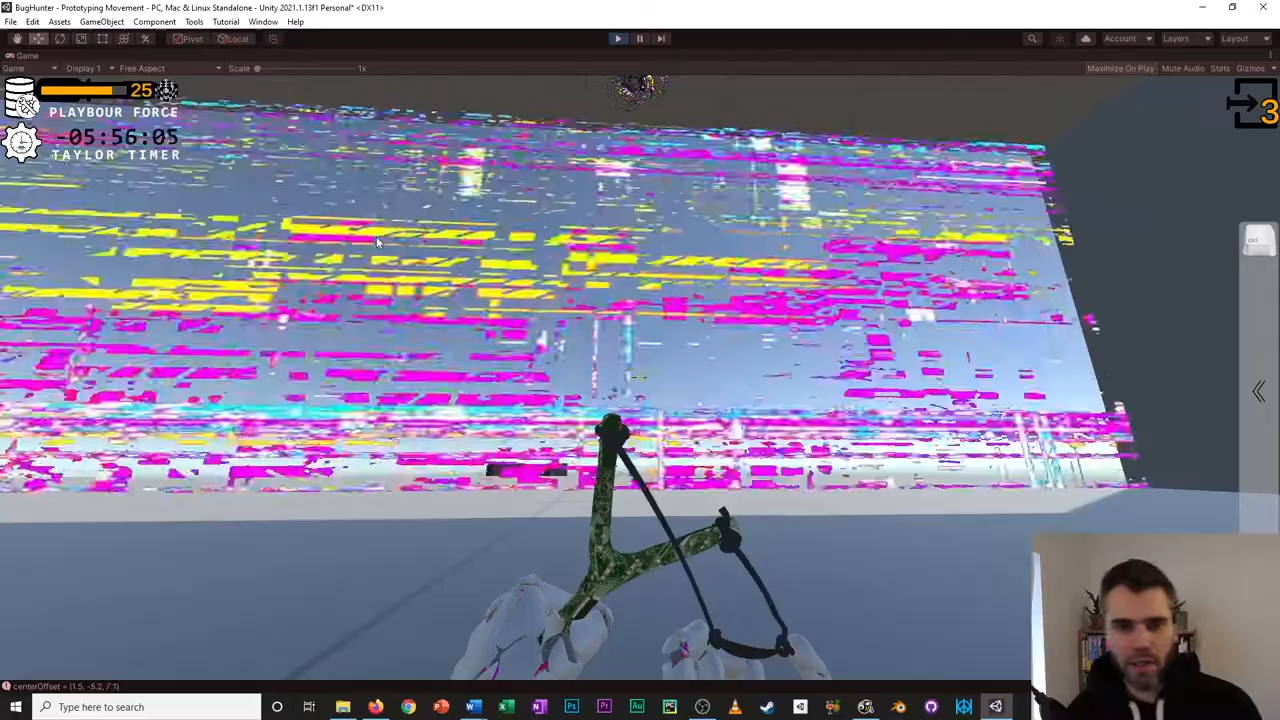 BugHunter - Prototyping Movement - PC, Mac & Linux Standalone - Unity 2021.1.13f1 Personal* <DX11>
File Edit Assets GameObject Component Tools Tutorial Window Help
Pivot Local Account Layers Layout
Game
Game Display 1 Free Aspect Scale 1x Maximize On Play Mute Audio Stats Gizmos
25
PLAYBOUR FORCE
-05:56:05
TAYLOR TIMER
3
ctrl
centerOffset = (1.5, -5.2, 7.1)
Type here to search